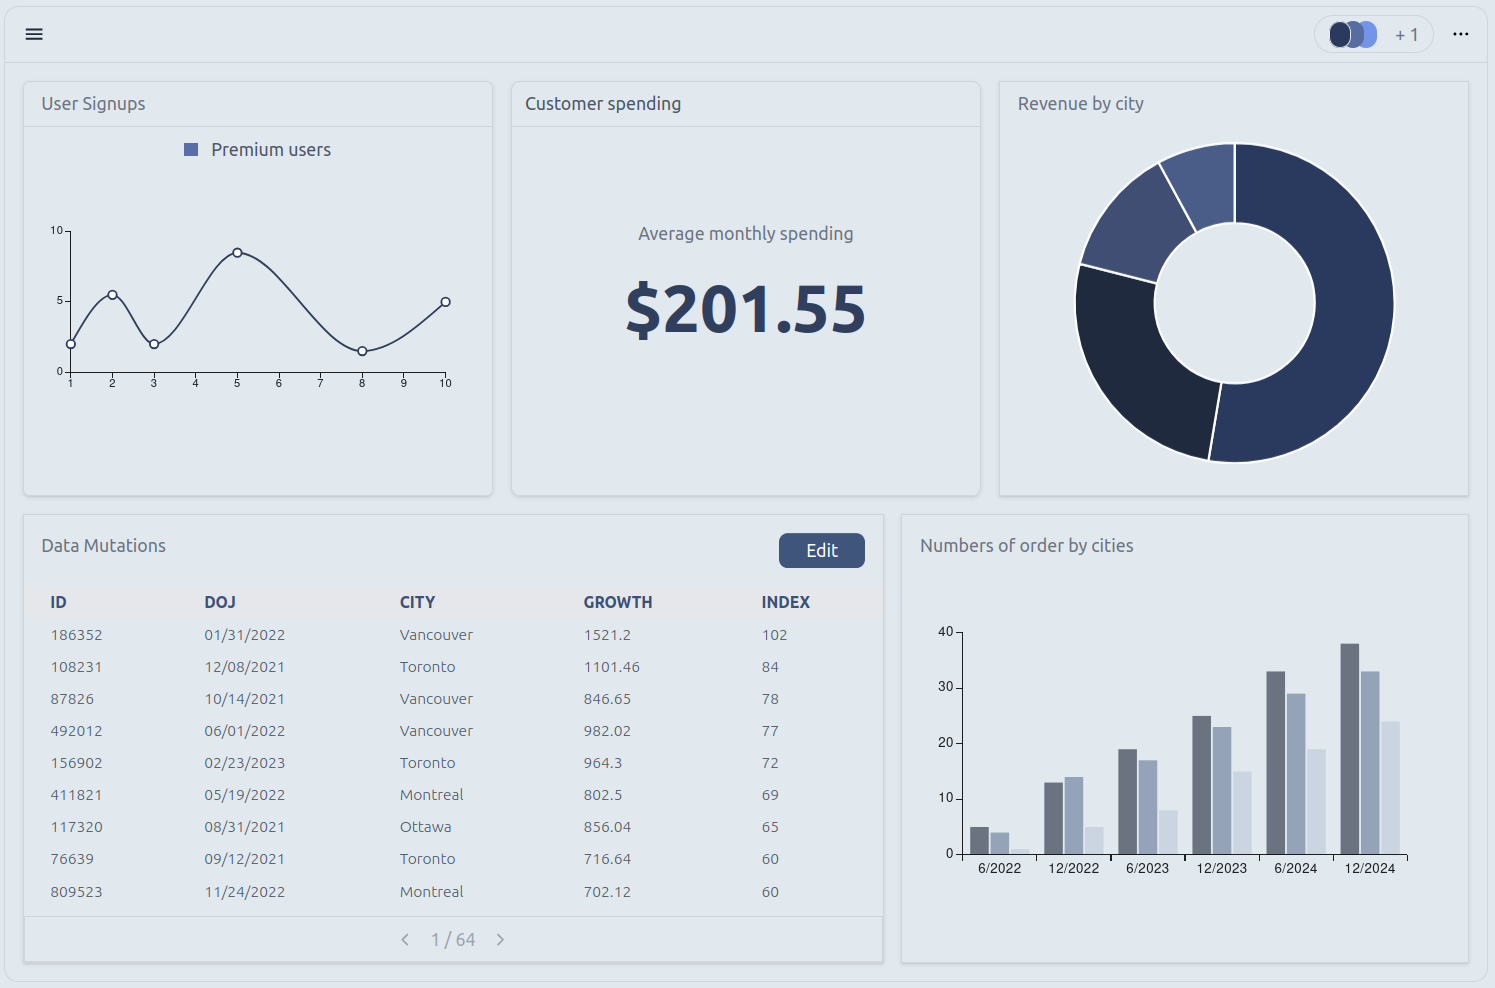 + 1
User Signups
Premium users
10
5
0
1 2 3 4 5 6 7 8 9 10
Customer spending
Average monthly spending
$201.55
Revenue by city
Data Mutations
Edit
ID DOJ CITY GROWTH INDEX
186352 01/31/2022 Vancouver 1521.2 102
108231 12/08/2021 Toronto 1101.46 84
87826 10/14/2021 Vancouver 846.65 78
492012 06/01/2022 Vancouver 982.02 77
156902 02/23/2023 Toronto 964.3 72
411821 05/19/2022 Montreal 802.5 69
117320 08/31/2021 Ottawa 856.04 65
76639 09/12/2021 Toronto 716.64 60
809523 11/24/2022 Montreal 702.12 60
1 / 64
Numbers of order by cities
40
30
20
10
0
6/2022 12/2022 6/2023 12/2023 6/2024 12/2024